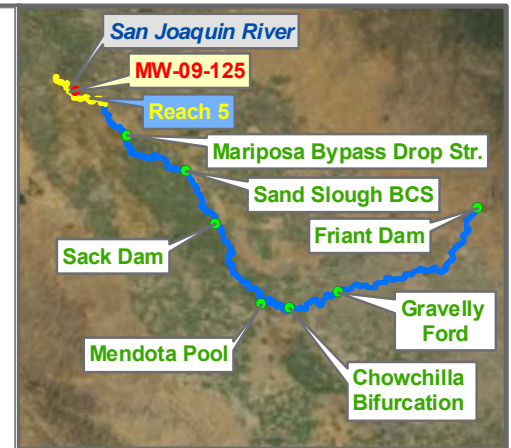 San Joaquin River
MW-09-125
Reach 5
Mariposa Bypass Drop Str.
Sand Slough BCS
Friant Dam
Sack Dam
Gravelly
Ford
Mendota Pool
Chowchilla
Bifurcation